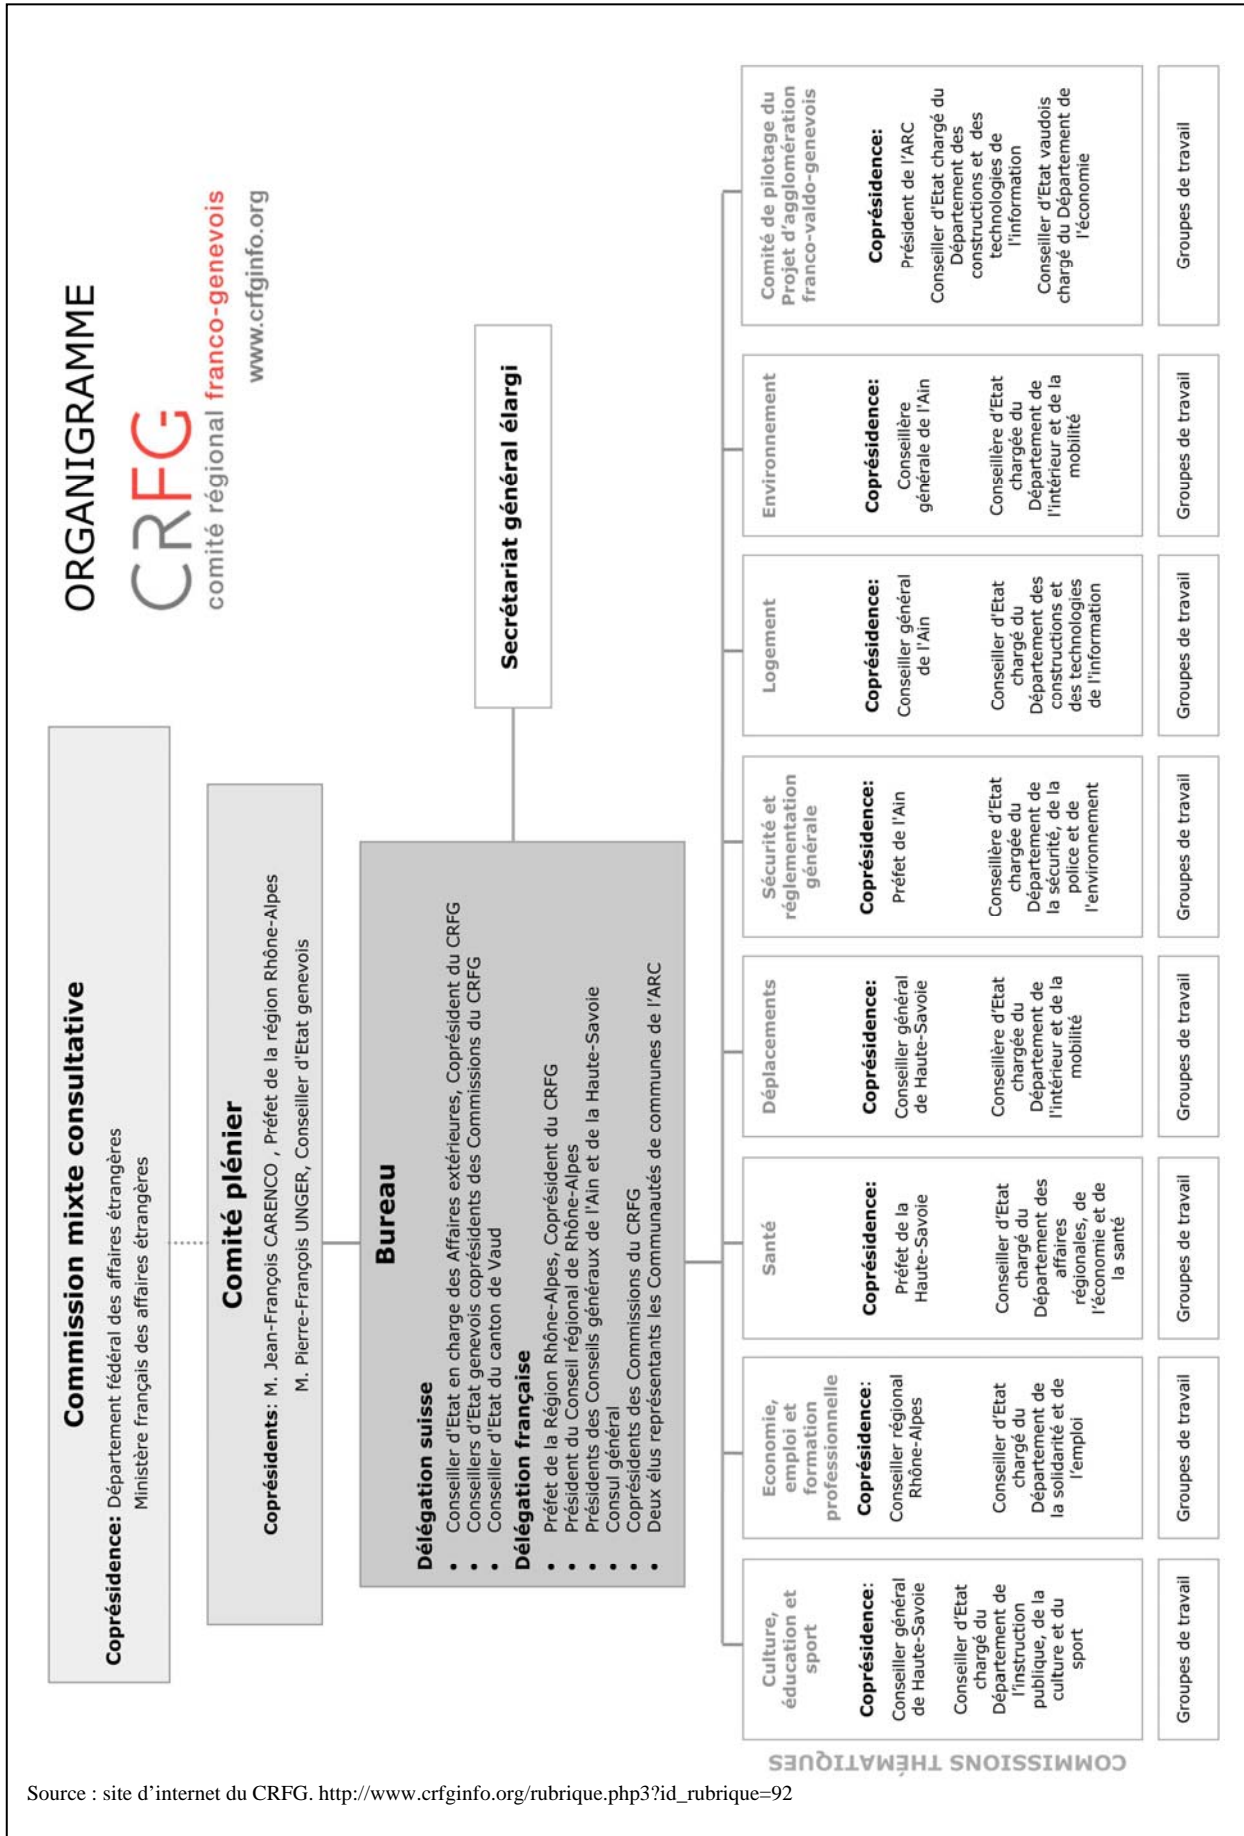 ORGANIGRAMME
CRFG
comité régional franco-genevois
www.crfginfo.org
Commission mixte consultative
Coprésidence: Département fédéral des affaires étrangères
Ministère français des affaires étrangères
Comité plénier
Coprésidents: M. Jean-François CARENCO , Préfet de la région Rhône-Alpes
M. Pierre-François UNGER, Conseiller d'Etat genevois
Bureau
Délégation suisse
• Conseiller d'Etat en charge des Affaires extérieures, Coprésident du CRFG
• Conseillers d'Etat genevois coprésidents des Commissions du CRFG
• Conseiller d'Etat du canton de Vaud
Délégation française
• Préfet de la Région Rhône-Alpes, Coprésident du CRFG
• Président du Conseil régional de Rhône-Alpes
• Présidents des Conseils généraux de l'Ain et de la Haute-Savoie
• Consul général
• Coprésidents des Commissions du CRFG
• Deux élus représentants les Communautés de communes de l'ARC
Secrétariat général élargi
COMMISSIONS THÉMATIQUES
Culture,
éducation et
sport
Coprésidence:
Conseiller général
de Haute-Savoie
Conseiller d'Etat
chargé du
Département de
l'instruction
publique, de la
culture et du
sport
Groupes de travail
Economie,
emploi et
formation
professionnelle
Coprésidence:
Conseiller régional
Rhône-Alpes
Conseiller d'Etat
chargé du
Département de
la solidarité et de
l'emploi
Groupes de travail
Santé
Coprésidence:
Préfet de la
Haute-Savoie
Conseiller d'Etat
chargé du
Département des
affaires
régionales, de
l'économie et de
la santé
Groupes de travail
Déplacements
Coprésidence:
Conseiller général
de Haute-Savoie
Conseillère d'Etat
chargée du
Département de
l'intérieur et de la
mobilité
Groupes de travail
Sécurité et
réglementation
générale
Coprésidence:
Préfet de l'Ain
Conseillère d'Etat
chargée du
Département de
la sécurité, de la
police et de
l'environnement
Groupes de travail
Logement
Coprésidence:
Conseiller général
de l'Ain
Conseiller d'Etat
chargé du
Département des
constructions et
des technologies
de l'information
Groupes de travail
Environnement
Coprésidence:
Conseillère
générale de l'Ain
Conseillère d'Etat
chargée du
Département de
l'intérieur et de la
mobilité
Groupes de travail
Comité de pilotage du
Projet d'agglomération
franco-valdo-genevois
Coprésidence:
Président de l'ARC
Conseiller d'Etat chargé du
Département des
constructions et des
technologies de
l'information
Conseiller d'Etat vaudois
chargé du Département de
l'économie
Groupes de travail
Source : site d'internet du CRFG. http://www.crfginfo.org/rubrique.php3?id_rubrique=92